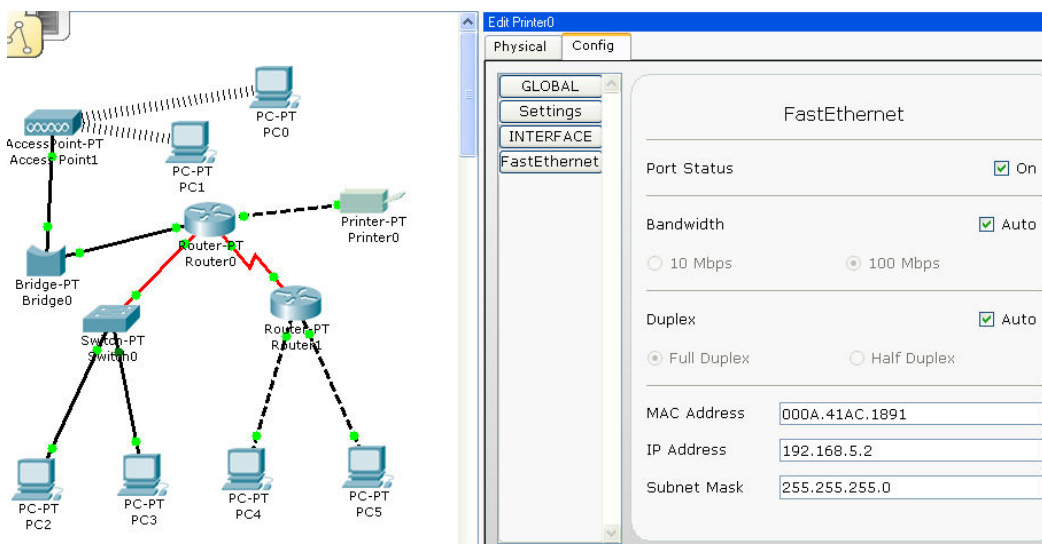 PC-PT
PC0
AccessPoint-PT
Access Point1
PC-PT
PC1
Printer-PT
Printer0
Router-PT
Router0
Bridge-PT
Bridge0
Router-PT
Router1
Switch-PT
Switch0
PC-PT
PC2
PC-PT
PC3
PC-PT
PC4
PC-PT
PC5
Edit Printer0
Physical
Config
GLOBAL
Settings
INTERFACE
FastEthernet
FastEthernet
Port Status On
Bandwidth Auto
10 Mbps 100 Mbps
Duplex Auto
Full Duplex Half Duplex
MAC Address 000A.41AC.1891
IP Address 192.168.5.2
Subnet Mask 255.255.255.0